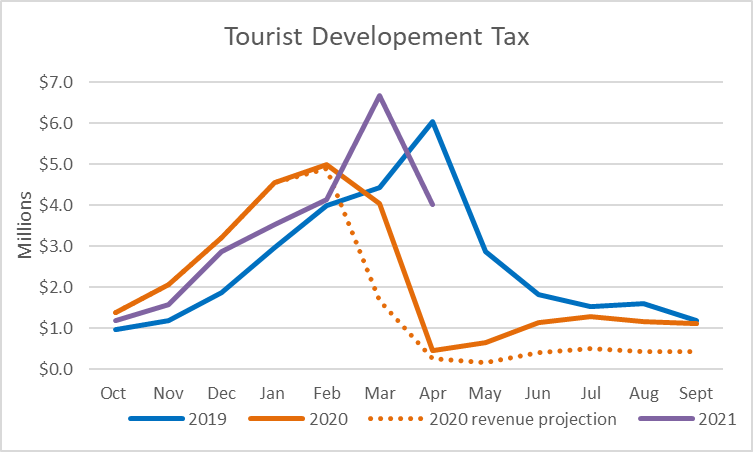 Tourist Developement Tax
$7.0
$6.0
$5.0
$4.0
$3.0
$2.0
$1.0
$0.0
Millions
Oct Nov Dec Jan Feb Mar Apr May Jun Jul Aug Sept
2019 2020 2020 revenue projection 2021